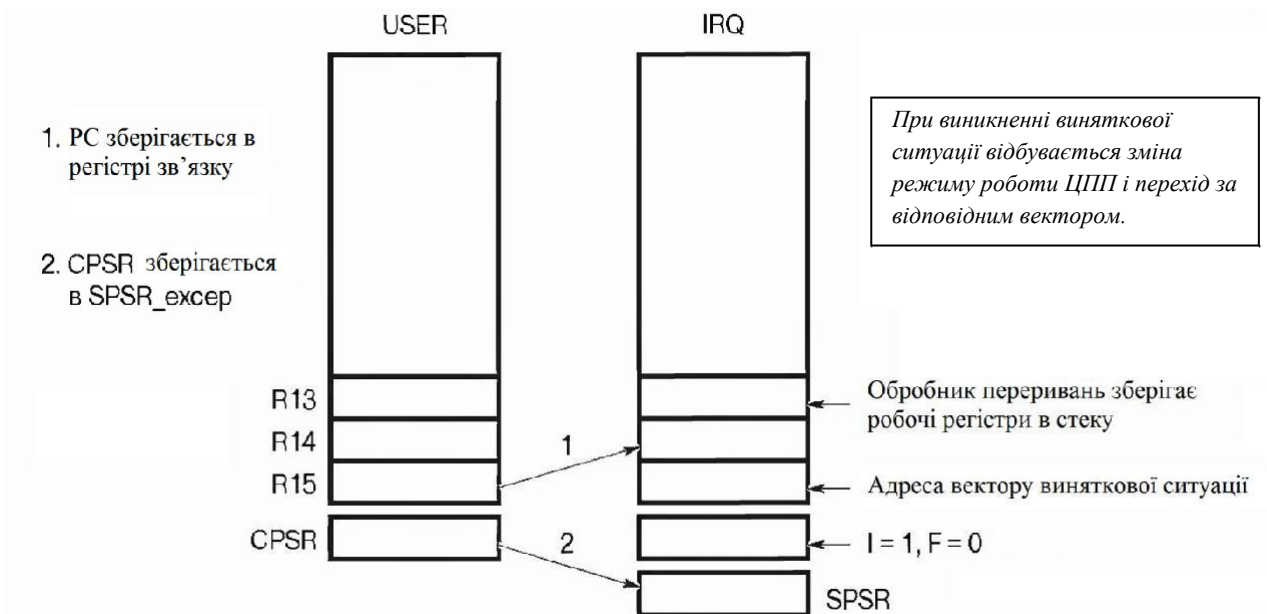 USER
IRQ
1. PC зберігається в
регістрі зв’язку
2. CPSR зберігається
в SPSR_excep
При виникненні виняткової
ситуації відбувається зміна
режиму роботи ЦПП і перехід за
відповідним вектором.
R13
R14
R15
CPSR
1
2
Обробник переривань зберігає
робочі регістри в стеку
Адреса вектору виняткової ситуації
I = 1, F = 0
SPSR